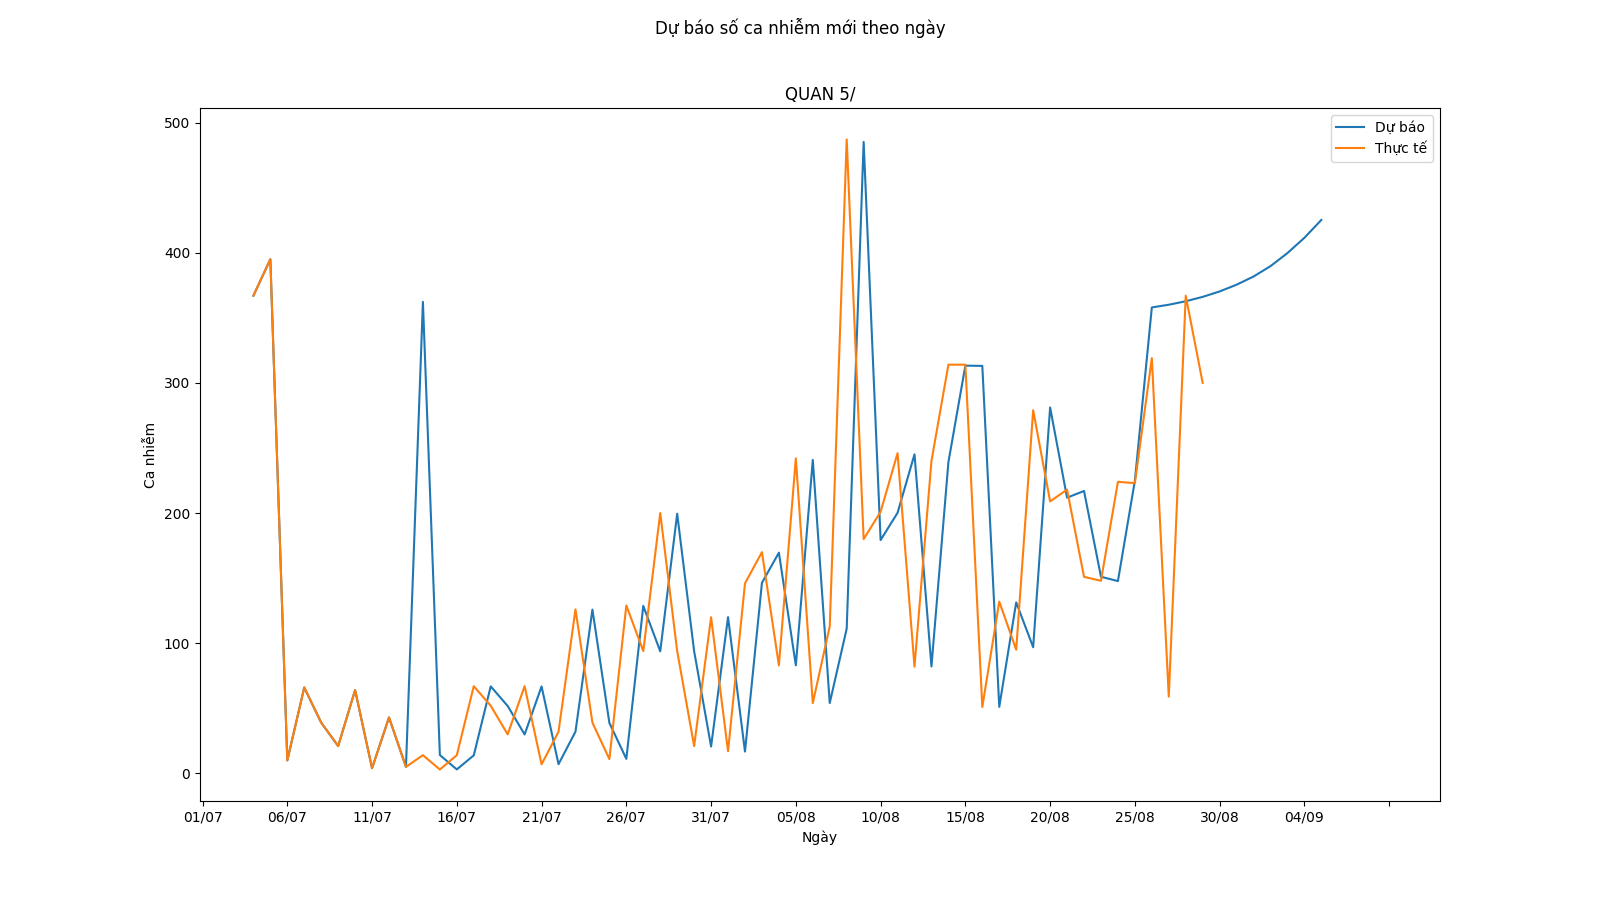 Dự báo số ca nhiễm mới theo ngày
QUAN 5/
Dự báo
Thực tế
500
400
300
200
100
0
Ca nhiễm
01/07 06/07 11/07 16/07 21/07 26/07 31/07 05/08 10/08 15/08 20/08 25/08 30/08 04/09
Ngày